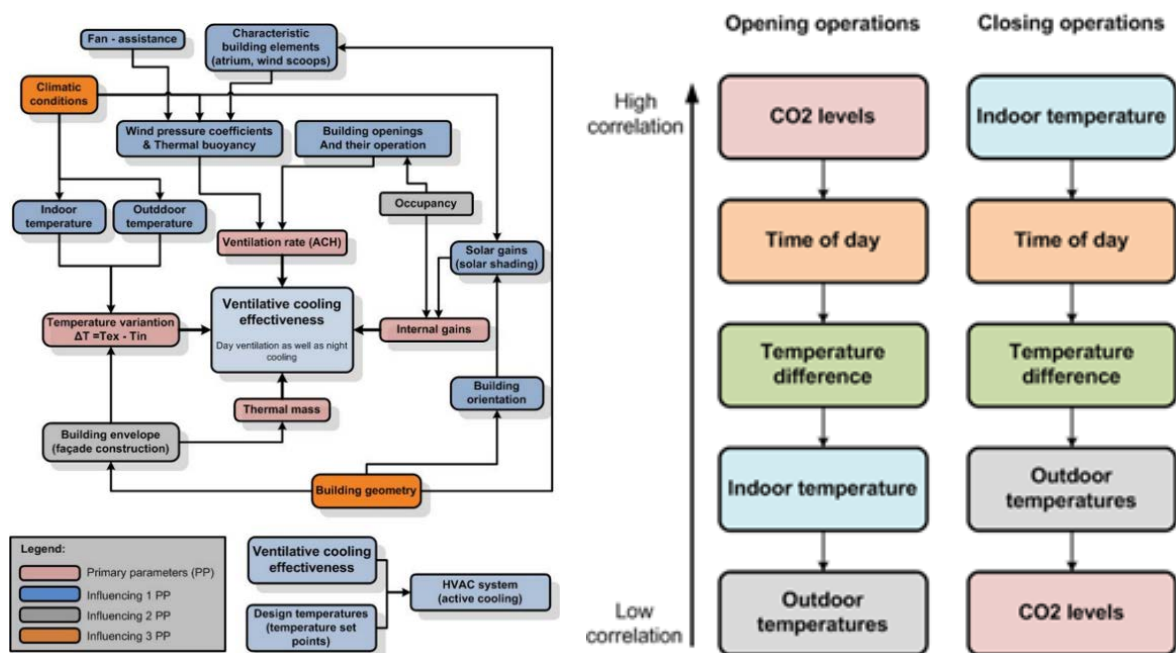 Fan - assistance
Characteristic
building elements
(atrium, wind scoops)
Climatic
conditions
Wind pressure coefficients
& Thermal buoyancy
Building openings
And their operation
Indoor
temperature
Outddoor
temperature
Occupancy
Ventilation rate (ACH)
Solar gains
(solar shading)
Ventilative cooling
effectiveness
Day ventilation as well as night
cooling
Temperature variantion
ΔT =Tex - Tin
Internal gains
Building
orientation
Thermal mass
Building envelope
(façade construction)
Building geometry
Legend:
Primary parameters (PP)
Influencing 1 PP
Influencing 2 PP
Influencing 3 PP
Ventilative cooling
effectiveness
Design temperatures
(temperature set
points)
HVAC system
(active cooling)
Opening operations
Closing operations
High
correlation
Low
correlation
CO2 levels
Time of day
Temperature
difference
Indoor temperature
Outdoor
temperatures
Indoor temperature
Time of day
Temperature
difference
Outdoor
temperatures
CO2 levels